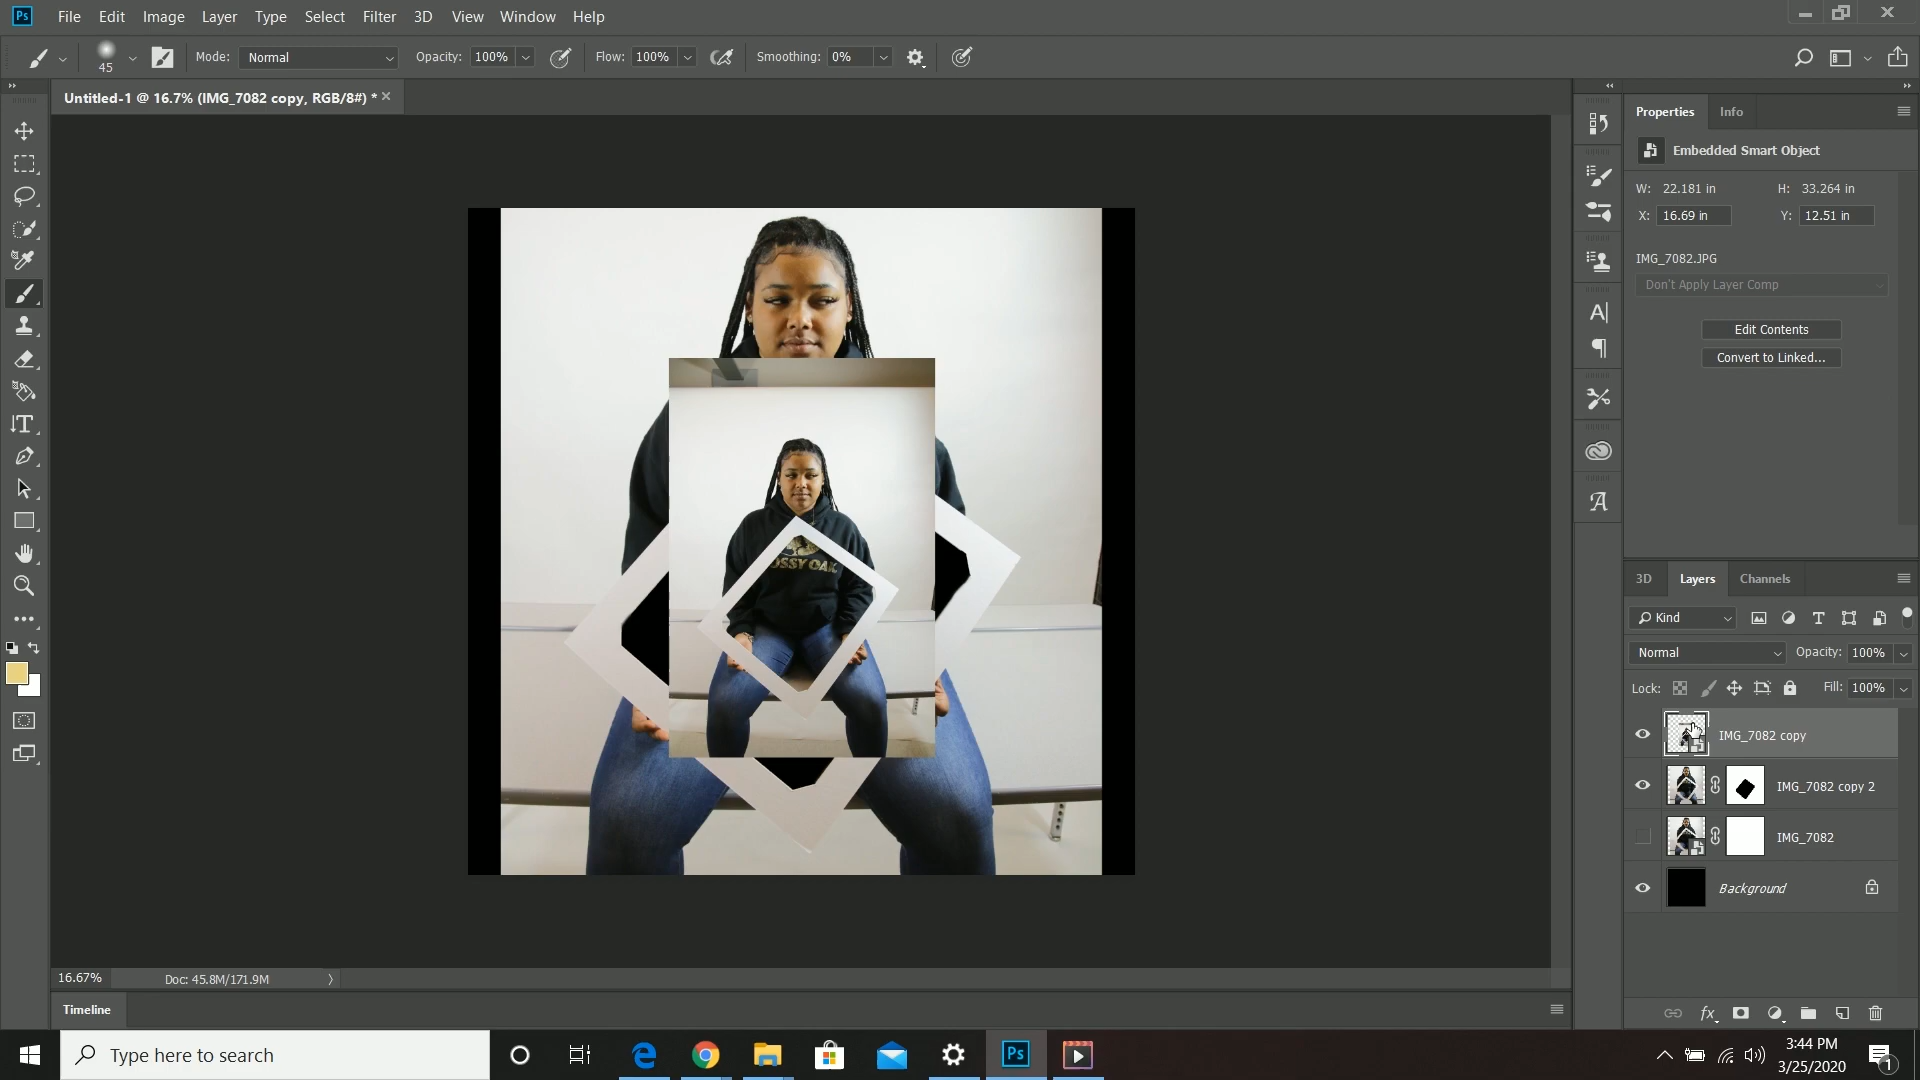 Ps File Edit Image Layer Type Select Filter 3D View Window Help
45 Mode: Normal Opacity: 100% Flow: 100% Smoothing: 0%
Untitled-1 @ 16.7% (IMG_7082 copy, RGB/8#) *
Properties Info
Embedded Smart Object
W: 22.181 in H: 33.264 in
X: 16.69 in Y: 12.51 in
IMG_7082.JPG
Don't Apply Layer Comp
Edit Contents
Convert to Linked...
OSSY OAK
3D Layers Channels
Kind
Normal Opacity: 100%
Lock: Fill: 100%
IMG_7082 copy
IMG_7082 copy 2
IMG_7082
Background
16.67% Doc: 45.8M/171.9M
Timeline
Type here to search
Ps
3:44 PM
3/25/2020
1